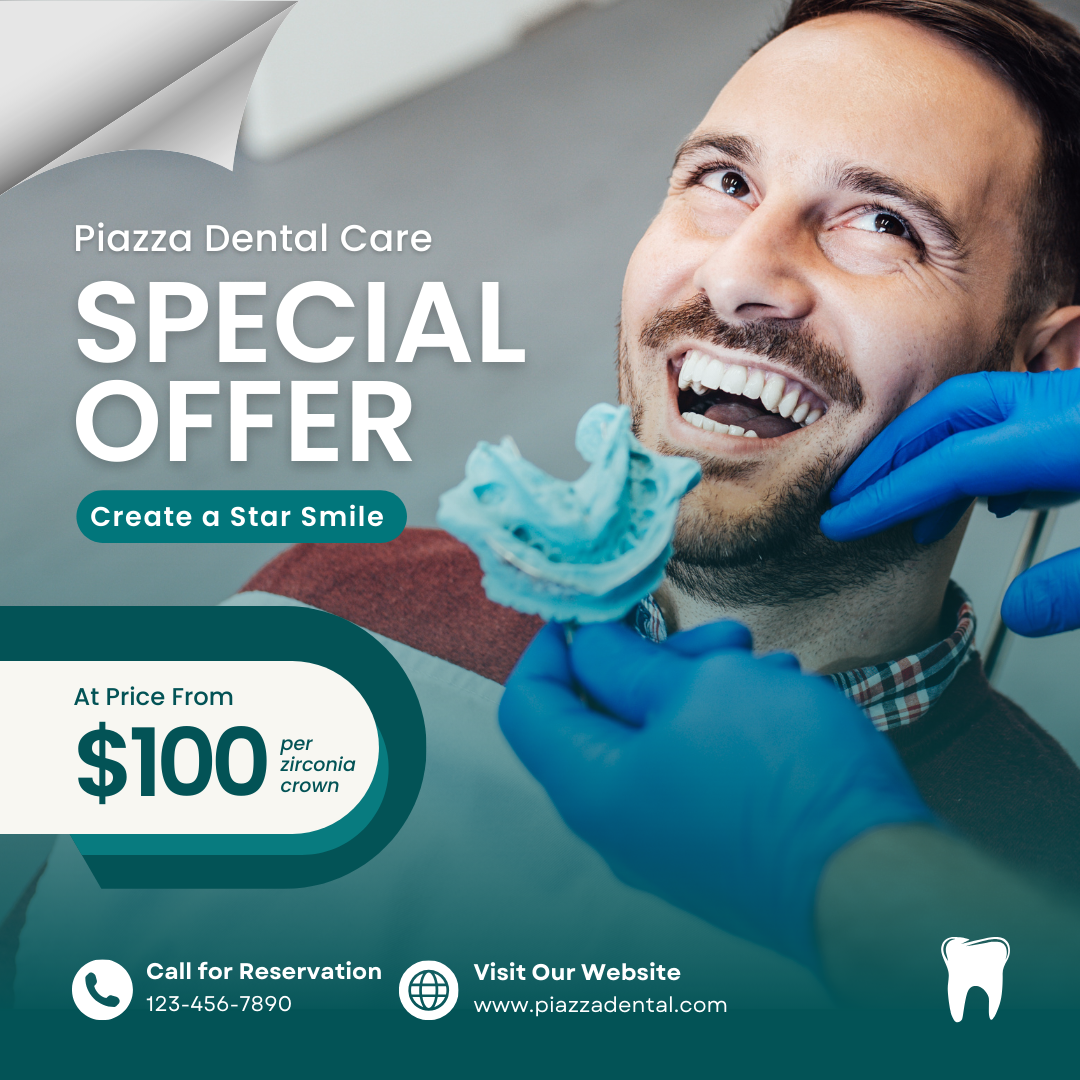 Piazza Dental Care
SPECIAL
OFFER
Create a Star Smile
At Price From
$100
per
zirconia
crown
Call for Reservation
123-456-7890
Visit Our Website
www.piazzadental.com